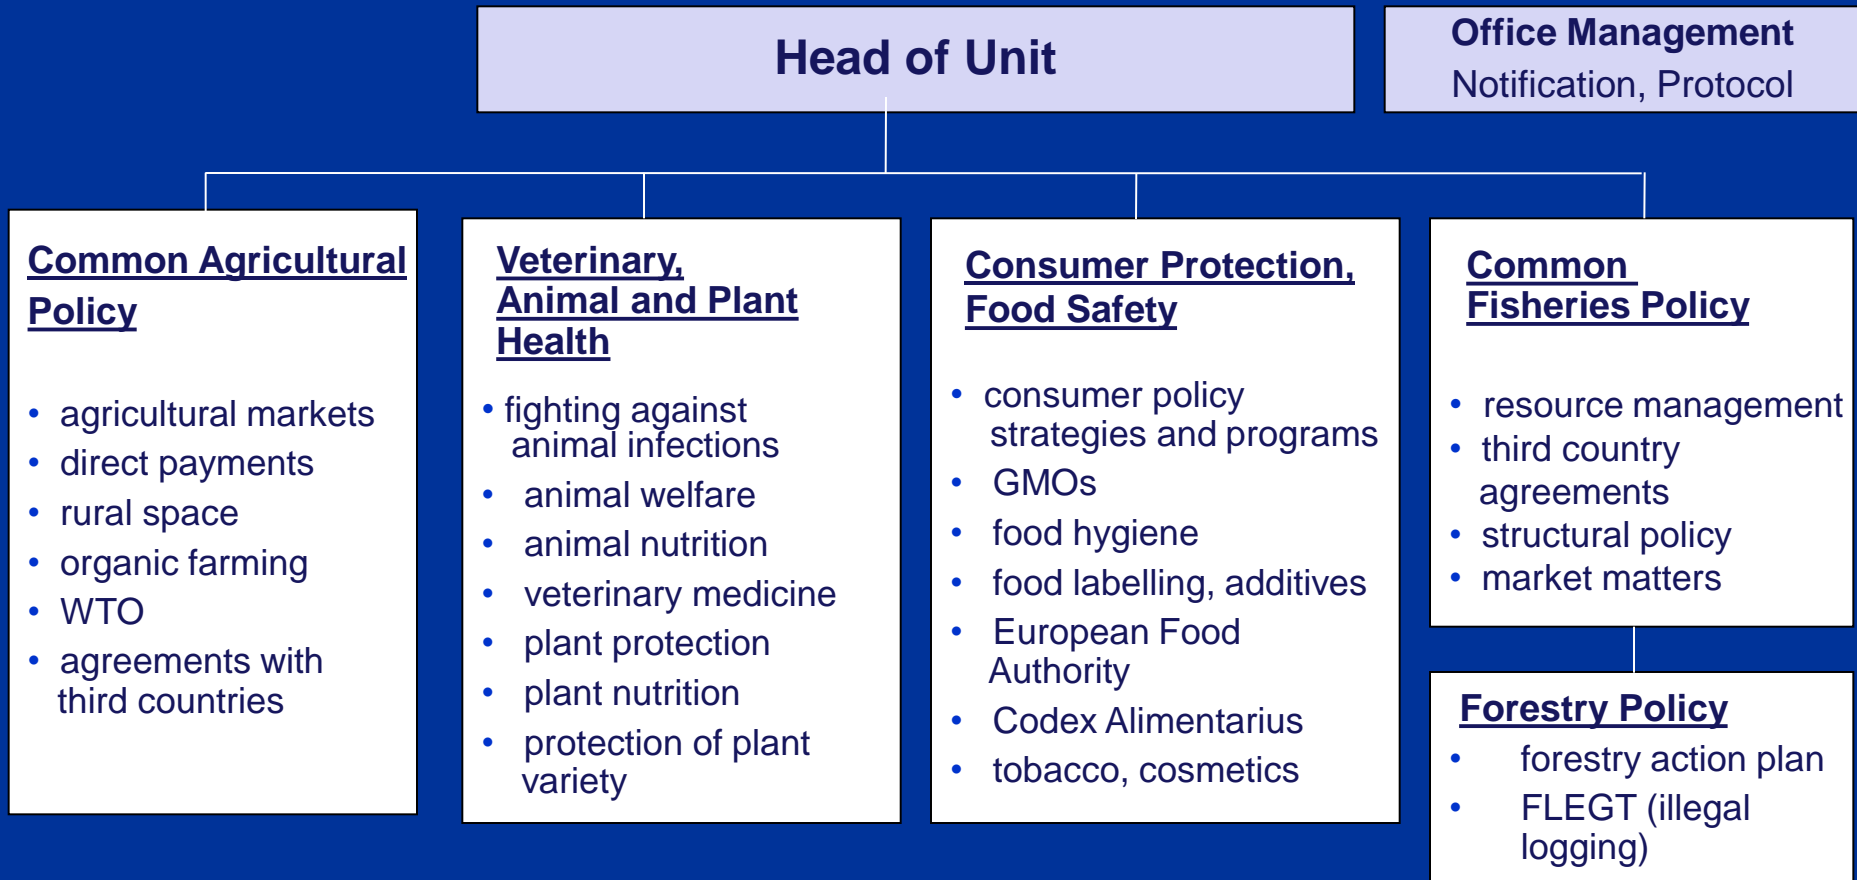 Head of Unit
Office Management
Notification, Protocol
Common Agricultural
Policy
• agricultural markets
• direct payments
• rural space
• organic farming
• WTO
• agreements with
third countries
Veterinary,
Animal and Plant
Health
• fighting against
animal infections
• animal welfare
• animal nutrition
• veterinary medicine
• plant protection
• plant nutrition
• protection of plant
variety
Consumer Protection,
Food Safety
• consumer policy
strategies and programs
• GMOs
• food hygiene
• food labelling, additives
• European Food
Authority
• Codex Alimentarius
• tobacco, cosmetics
Common
Fisheries Policy
• resource management
• third country
agreements
• structural policy
• market matters
Forestry Policy
• forestry action plan
• FLEGT (illegal
logging)